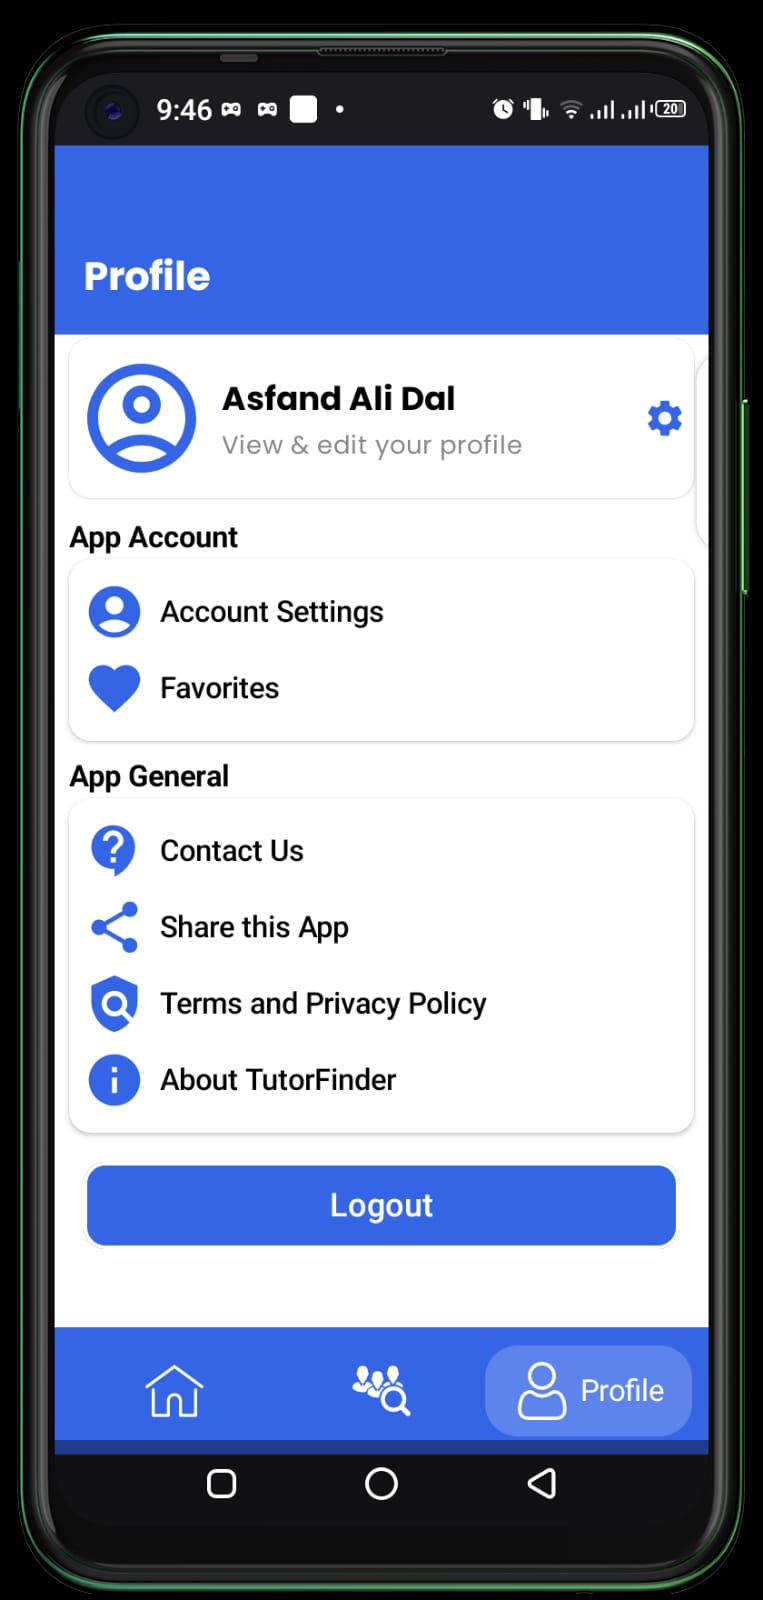 9:46
20
Profile
Asfand Ali Dal
View & edit your profile
App Account
Account Settings
Favorites
App General
Contact Us
Share this App
Terms and Privacy Policy
About TutorFinder
Logout
Profile